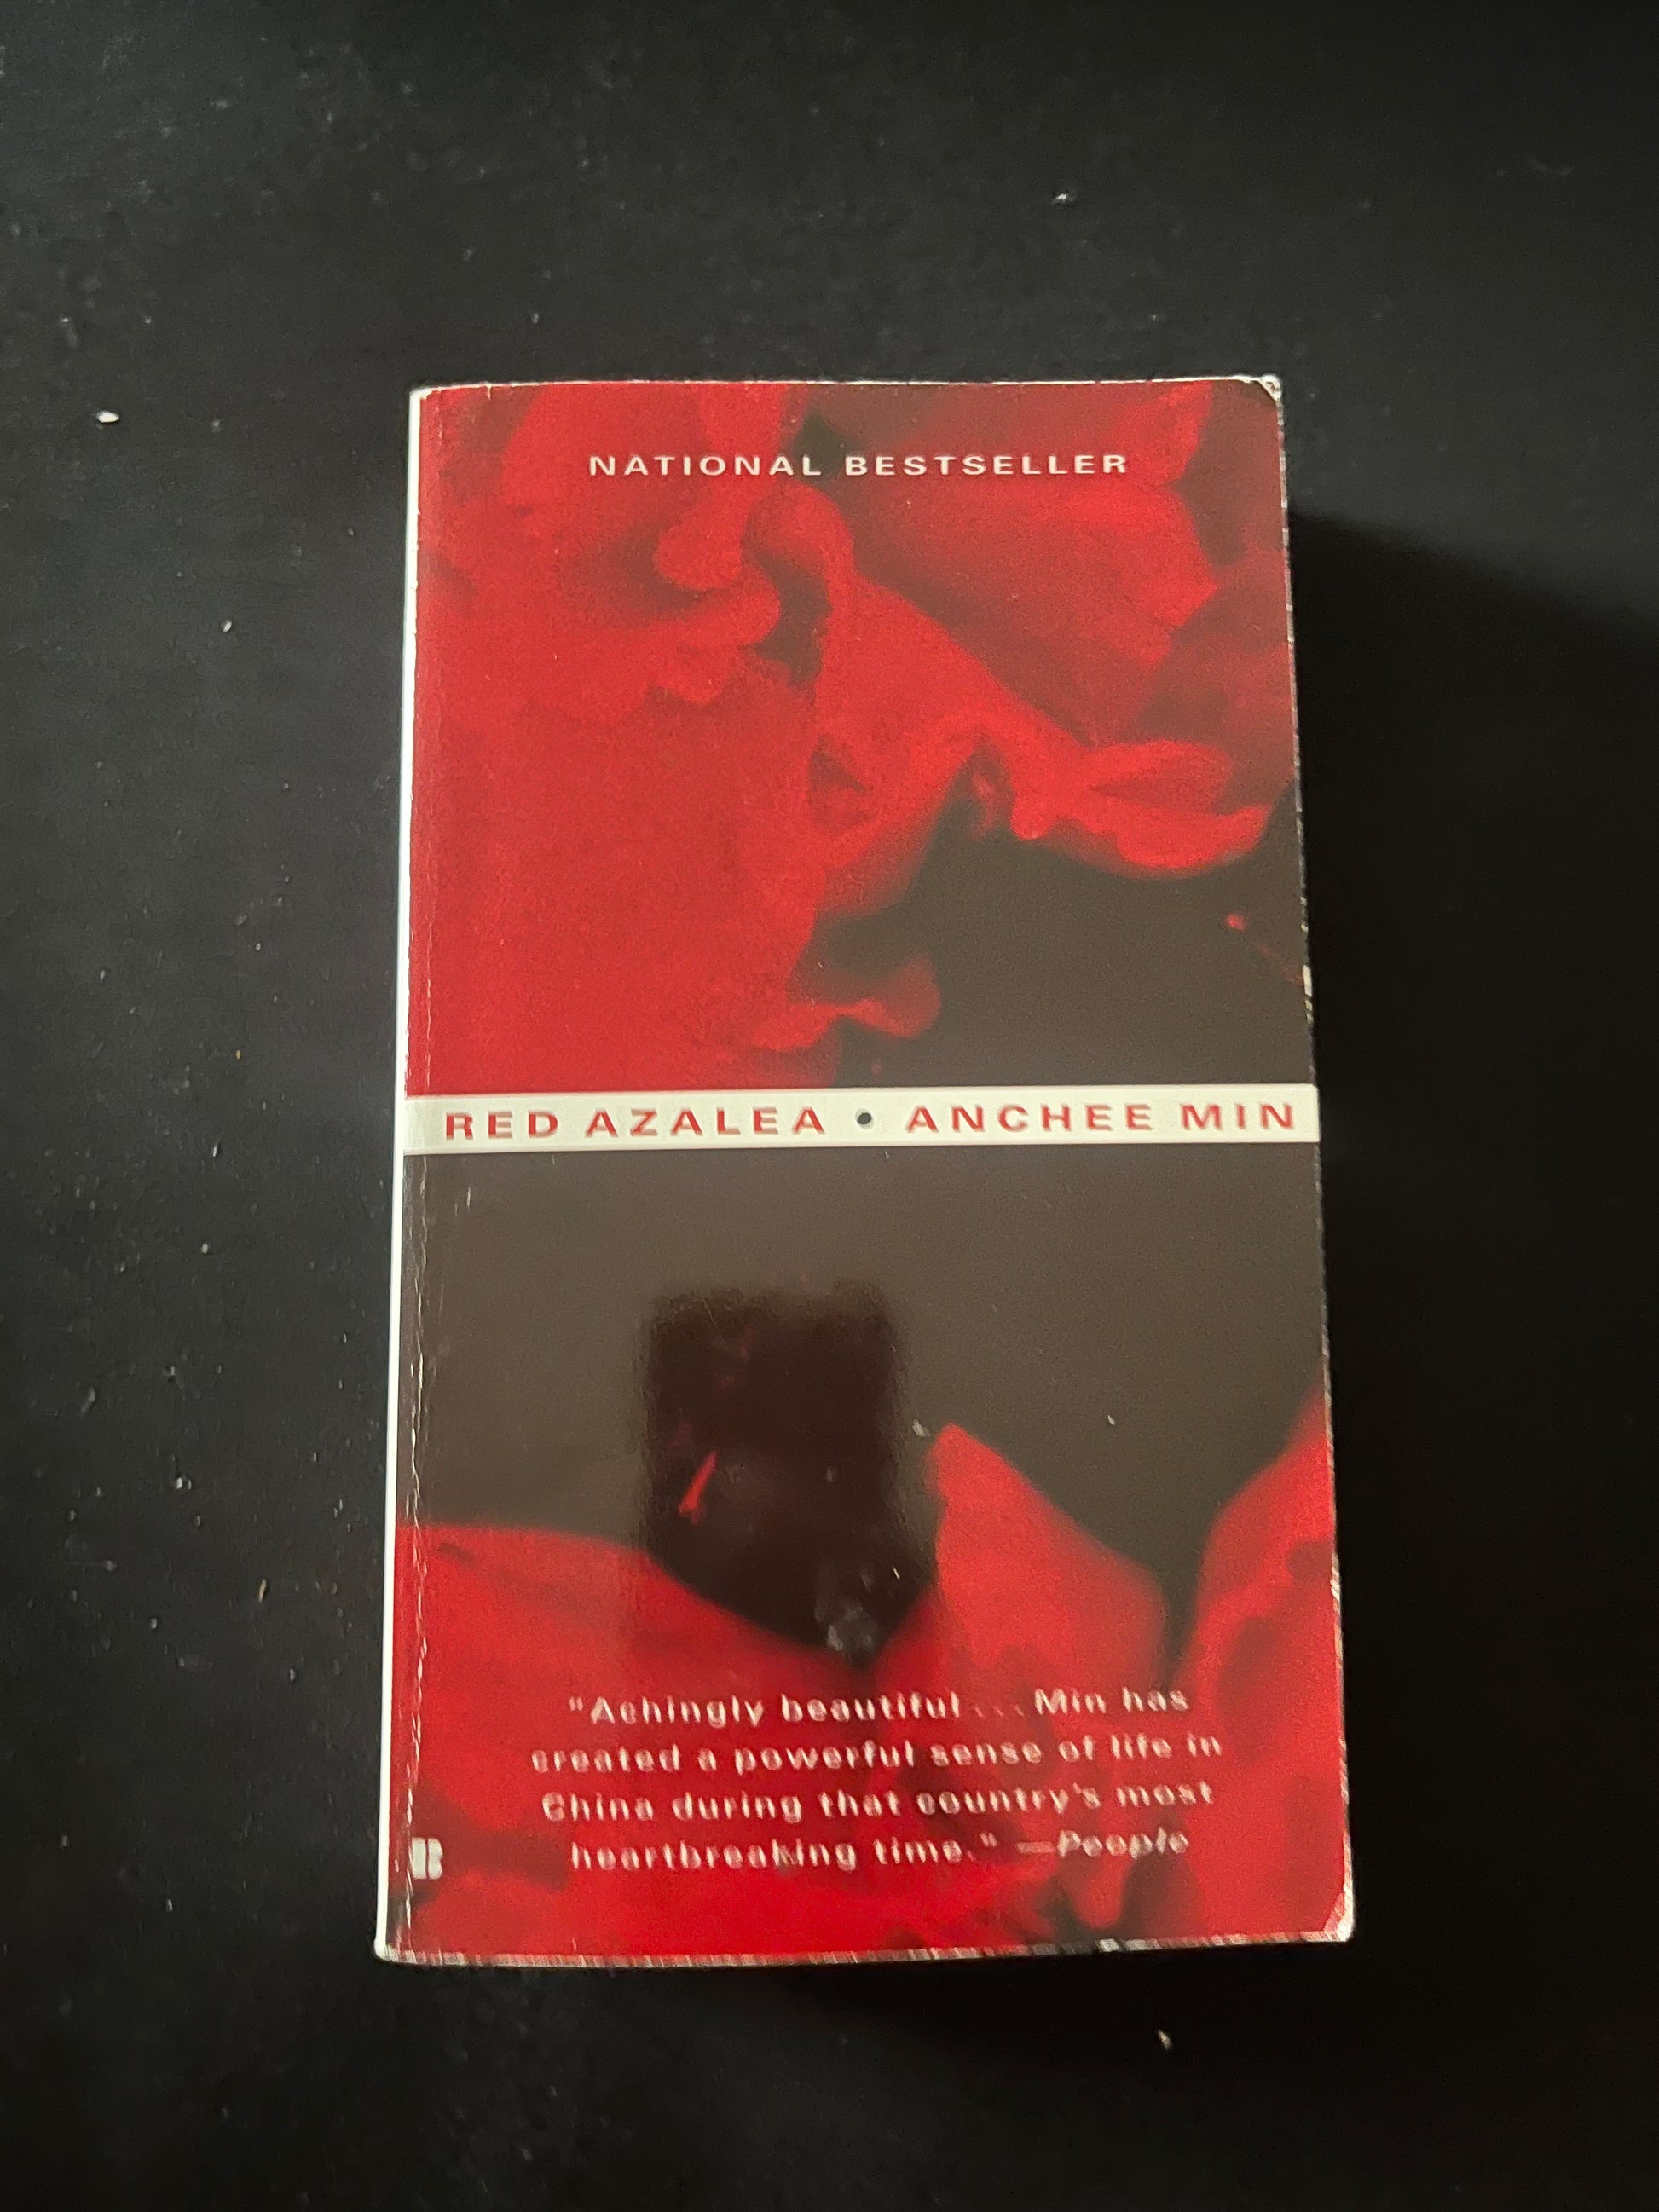 NATIONAL BESTSELLER
RED AZALEA • ANCHEE MIN
"Achingly beautiful . . . Min has
created a powerful sense of life in
China during that country's most
heartbreaking time." —People
B